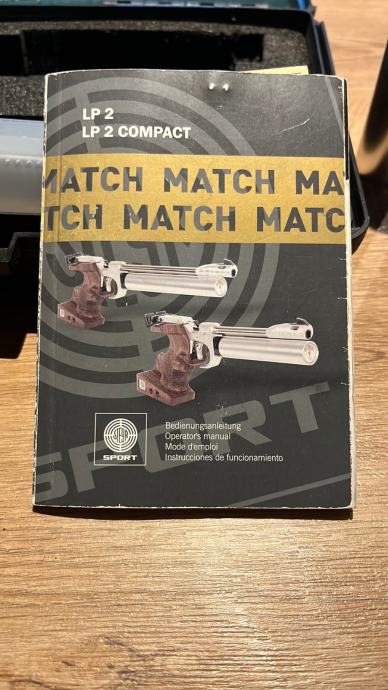 LP 2
LP 2 COMPACT
MATCH MATCH MA
TCH MATCH MATC
SPORT
Bedienungsanleitung
Operator's manual
Mode d'emploi
Instrucciones de funcionamiento
SPORT